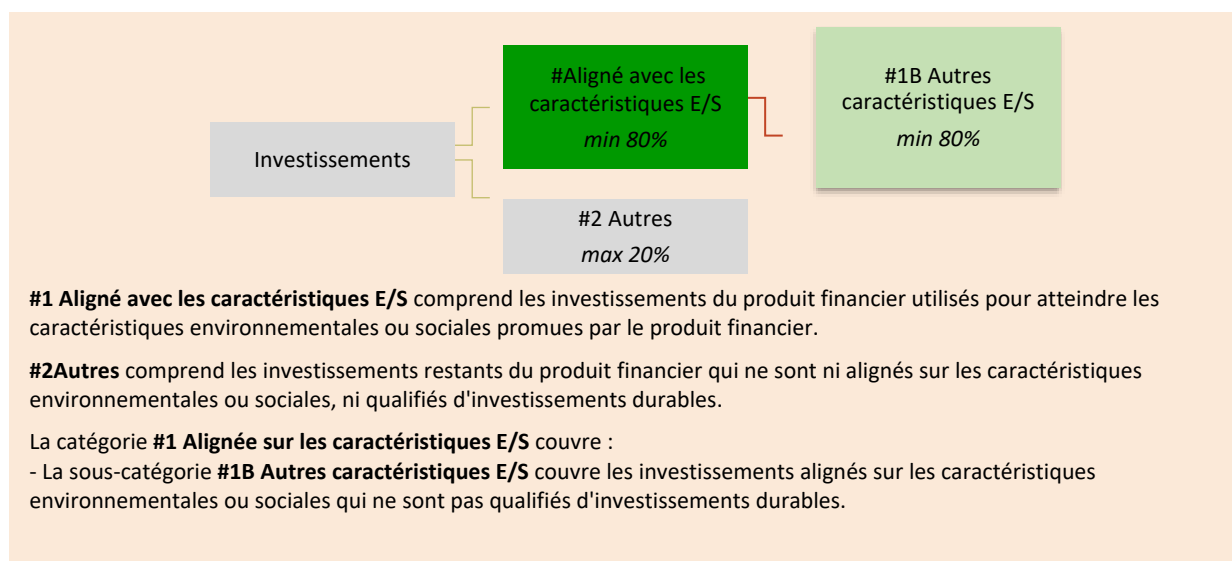 #Aligné avec les
caractéristiques E/S
min 80%
#1B Autres
caractéristiques E/S
min 80%
Investissements
#2 Autres
max 20%
#1 Aligné avec les caractéristiques E/S comprend les investissements du produit financier utilisés pour atteindre les
caractéristiques environnementales ou sociales promues par le produit financier.
#2Autres comprend les investissements restants du produit financier qui ne sont ni alignés sur les caractéristiques
environnementales ou sociales, ni qualifiés d'investissements durables.
La catégorie #1 Alignée sur les caractéristiques E/S couvre :
- La sous-catégorie #1B Autres caractéristiques E/S couvre les investissements alignés sur les caractéristiques
environnementales ou sociales qui ne sont pas qualifiés d'investissements durables.